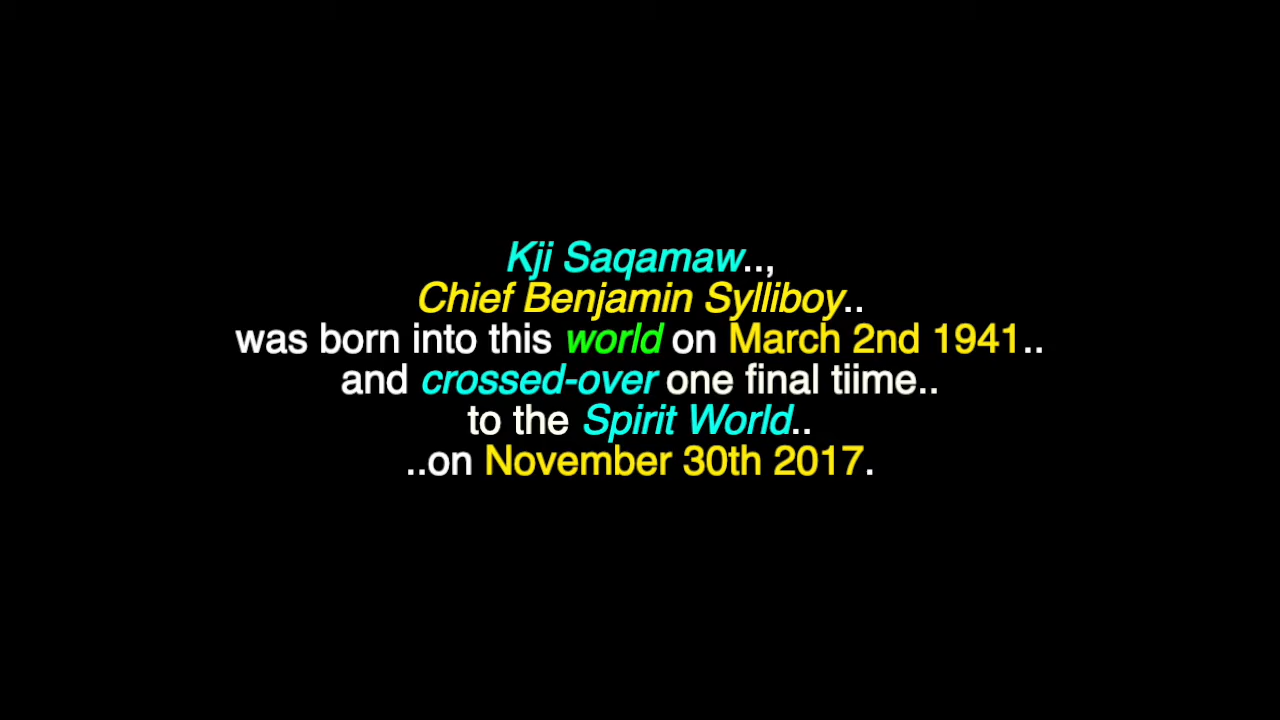 Kji Saqamaw..,
Chief Benjamin Sylliboy..
was born into this world on March 2nd 1941..
and crossed-over one final tiime..
to the Spirit World..
..on November 30th 2017.